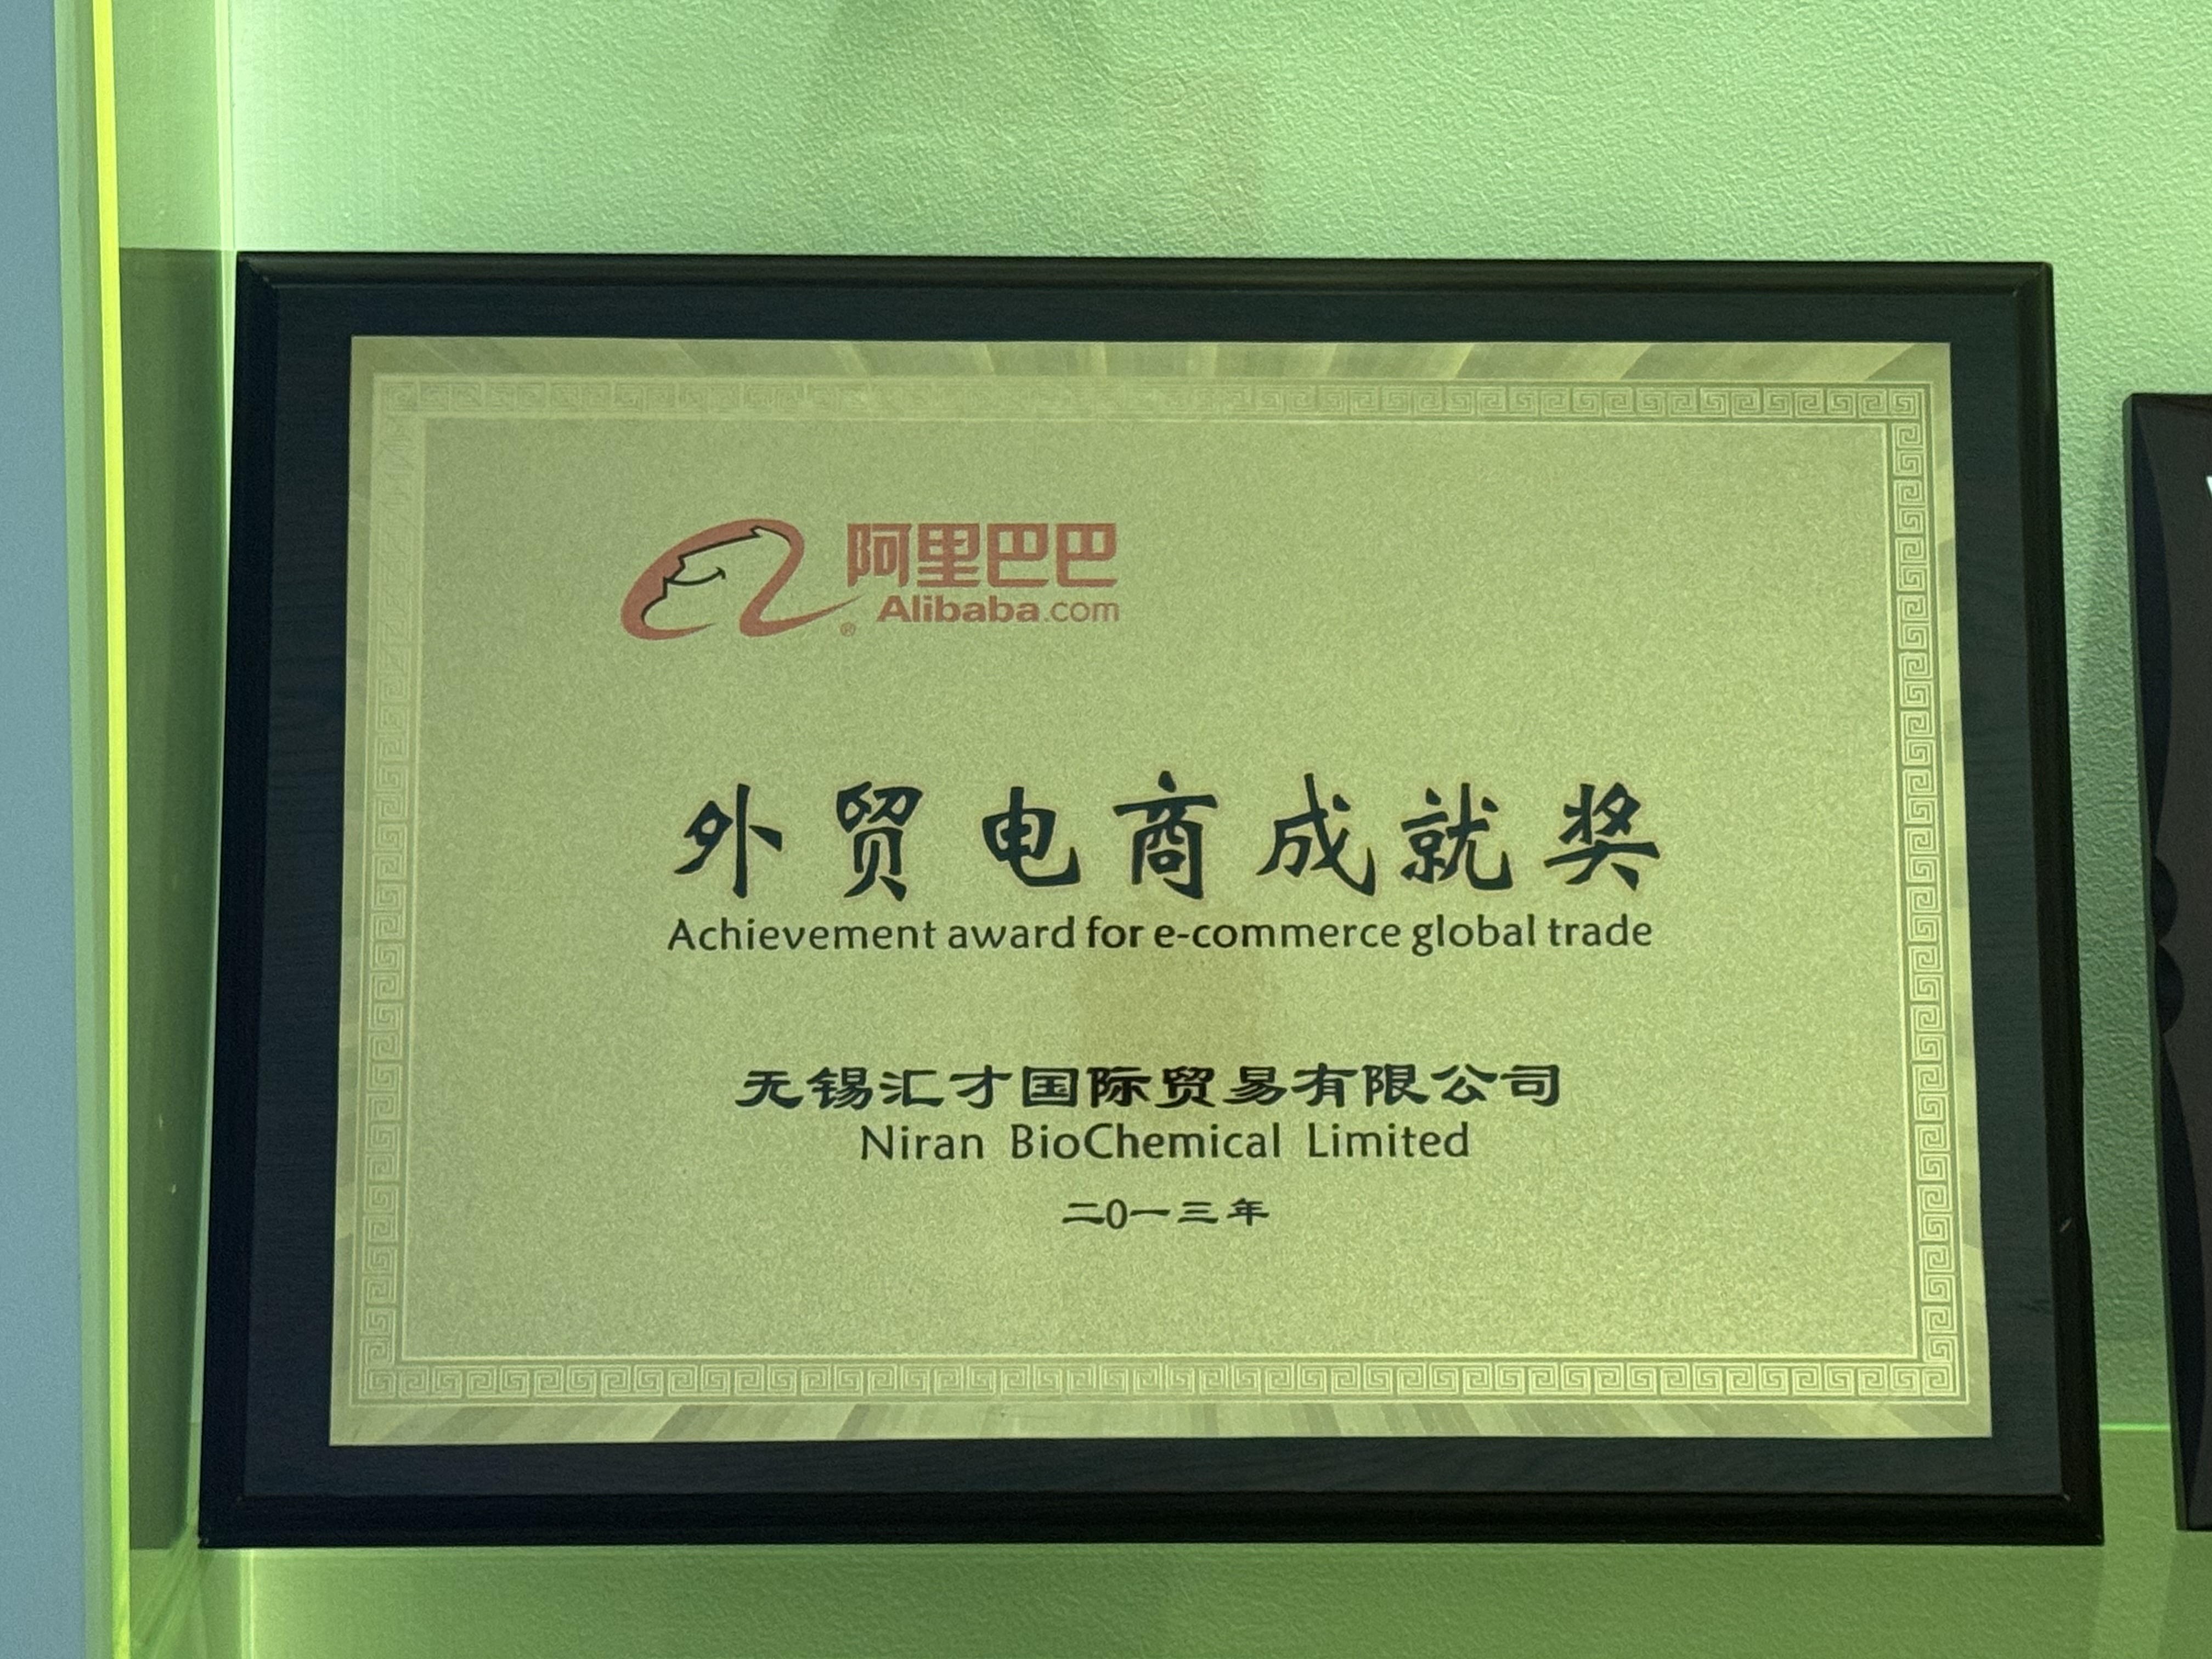 阿里巴巴
Alibaba.com
®
外贸电商成就奖
Achievement award for e-commerce global trade
无锡汇才国际贸易有限公司
Niran BioChemical Limited
二0一三年